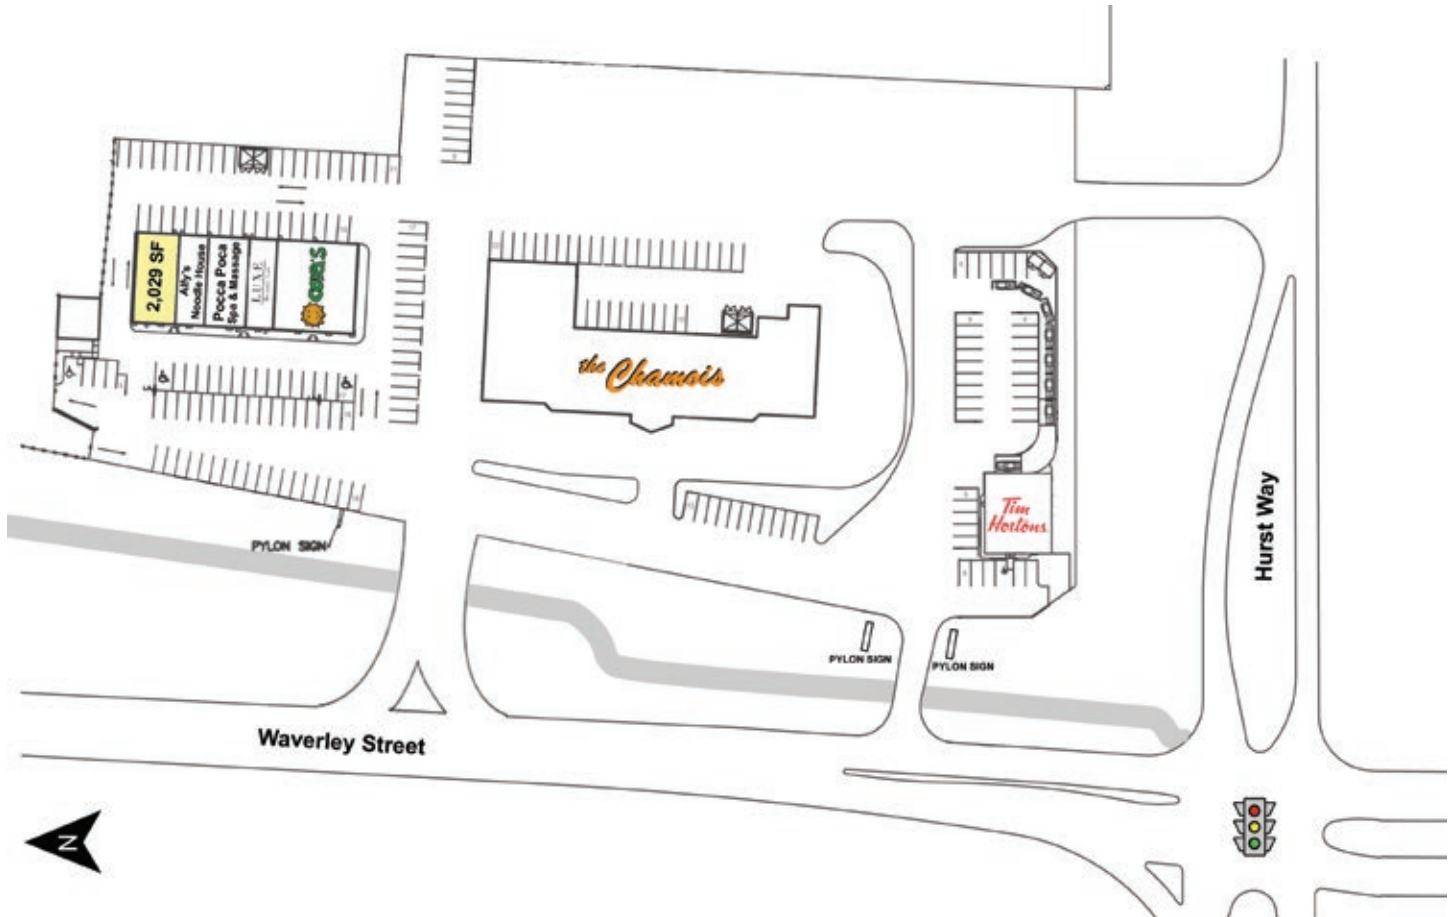 2,029 SF
Ally's
Noodle House
Pocca Poca
Spa & Massage
LUXE
CORA'S
the Chamois
Tim
Hortons
Hurst Way
PYLON SIGN
PYLON SIGN
PYLON SIGN
Waverley Street
N